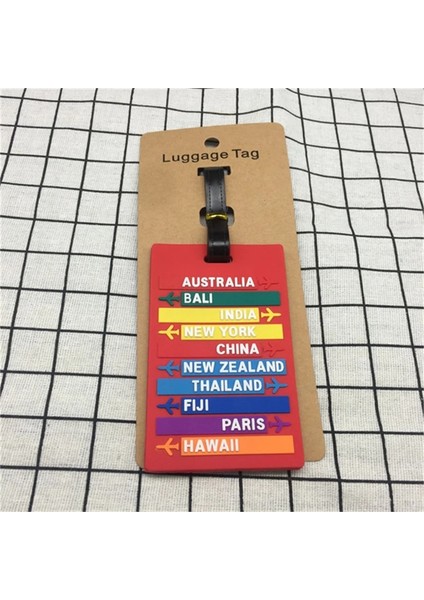 Luggage Tag
AUSTRALIA
BALI
INDIA
NEW YORK
CHINA
NEW ZEALAND
THAILAND
FIJI
PARIS
HAWAII